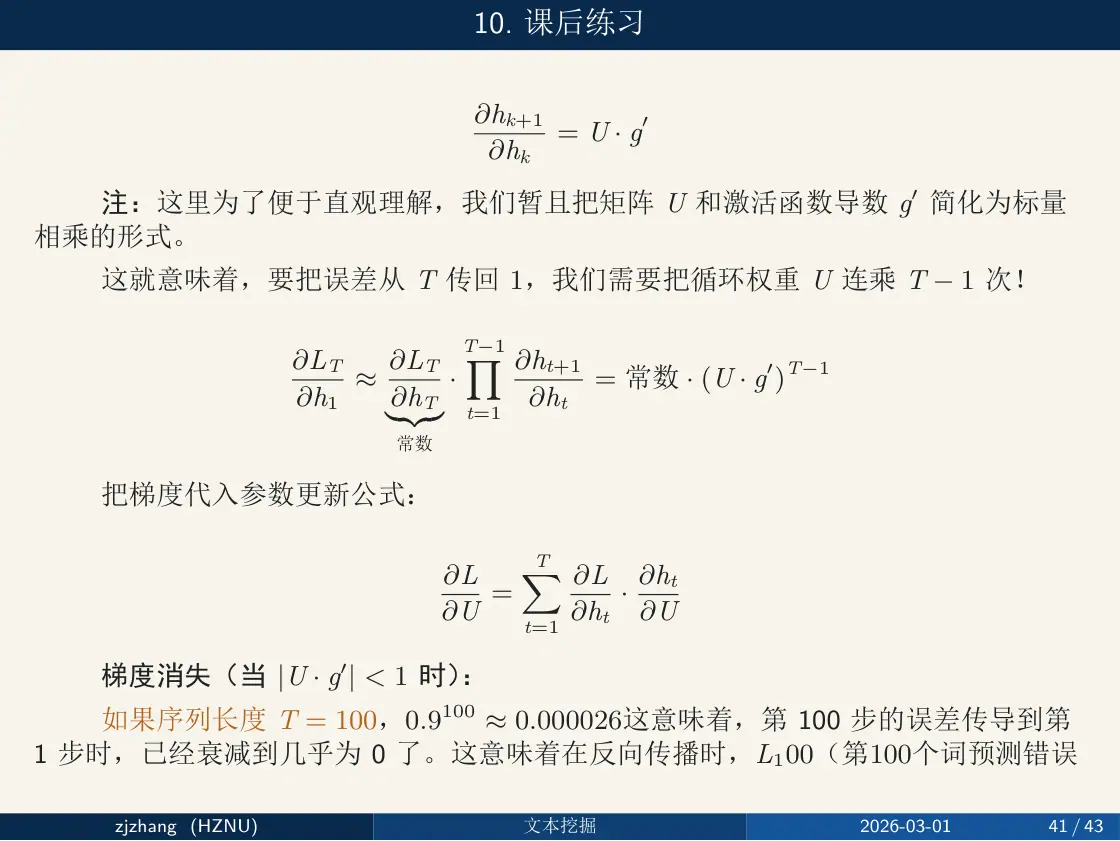 10. 课后练习
∂h_{k+1}/∂h_k = U · g′
注：这里为了便于直观理解，我们暂且把矩阵 U 和激活函数导数 g′ 简化为标量
相乘的形式。
这就意味着，要把误差从 T 传回 1，我们需要把循环权重 U 连乘 T − 1 次！
∂L_T/∂h_1 ≈ ∂L_T/∂h_T · ∏_{t=1}^{T−1} ∂h_{t+1}/∂h_t = 常数 · (U · g′)^{T−1}
常数
把梯度代入参数更新公式：
∂L/∂U = ∑_{t=1}^{T} ∂L/∂h_t · ∂h_t/∂U
梯度消失（当 |U · g′| < 1 时）：
如果序列长度 T = 100，0.9^{100} ≈ 0.000026这意味着，第 100 步的误差传导到第
1 步时，已经衰减到几乎为 0 了。这意味着在反向传播时，L_100（第100个词预测错误
zjzhang (HZNU) 文本挖掘 2026-03-01 41 / 43